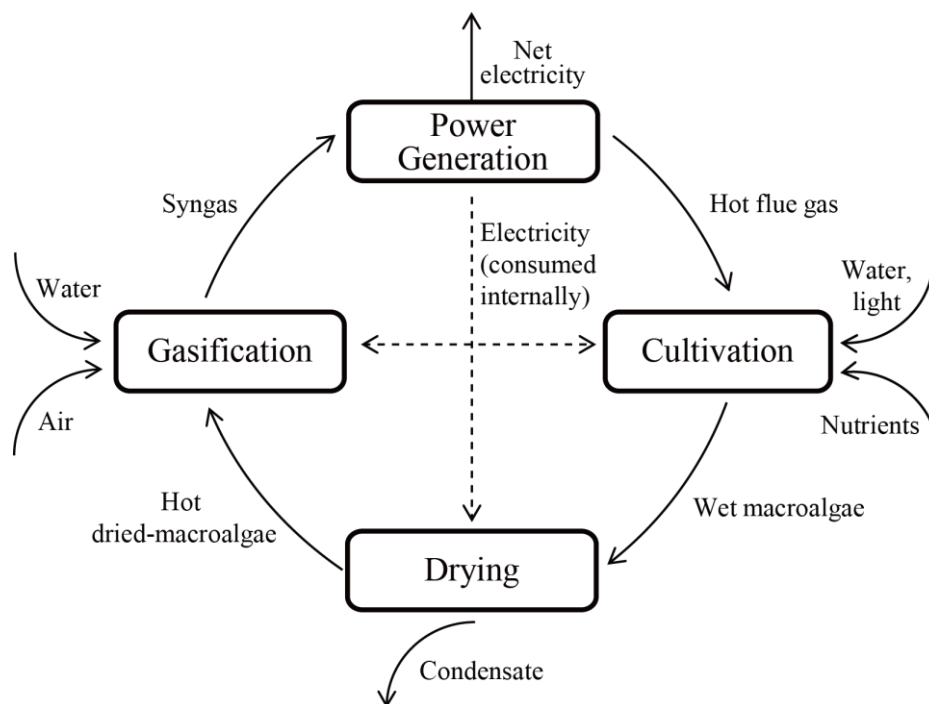 Net
electricity
Power
Generation
Syngas
Hot flue gas
Electricity
(consumed
internally)
Water
Water,
light
Gasification
Cultivation
Air
Nutrients
Hot
dried-macroalgae
Wet macroalgae
Drying
Condensate